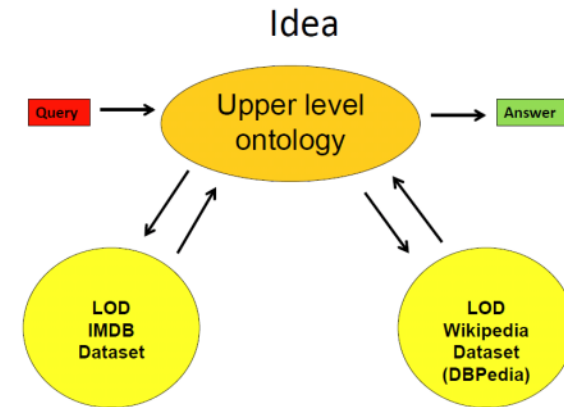 Idea
Query
Upper level
ontology
Answer
LOD
IMDB
Dataset
LOD
Wikipedia
Dataset
(DBPedia)